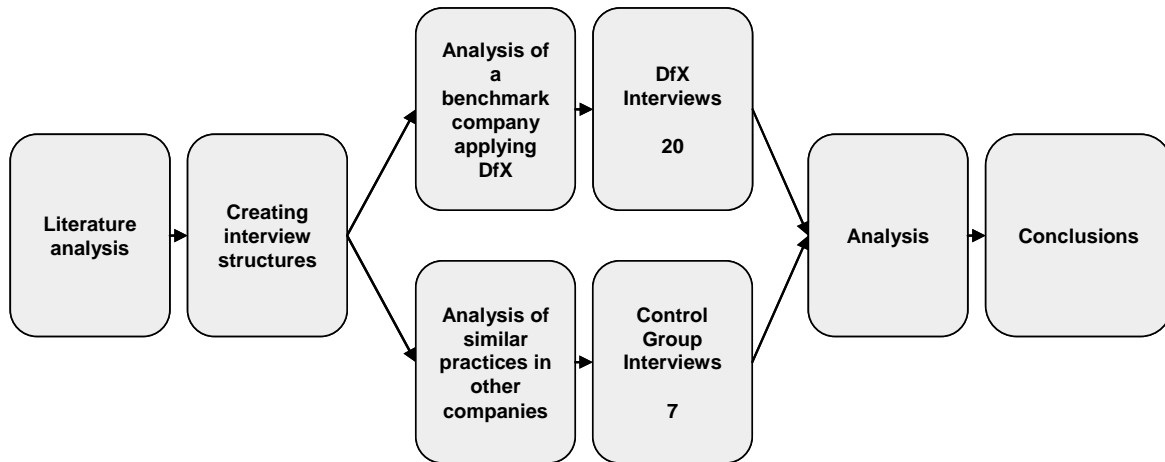 Literature
analysis
Creating
interview
structures
Analysis of
a
benchmark
company
applying
DfX
DfX
Interviews
20
Analysis of
similar
practices in
other
companies
Control
Group
Interviews
7
Analysis
Conclusions